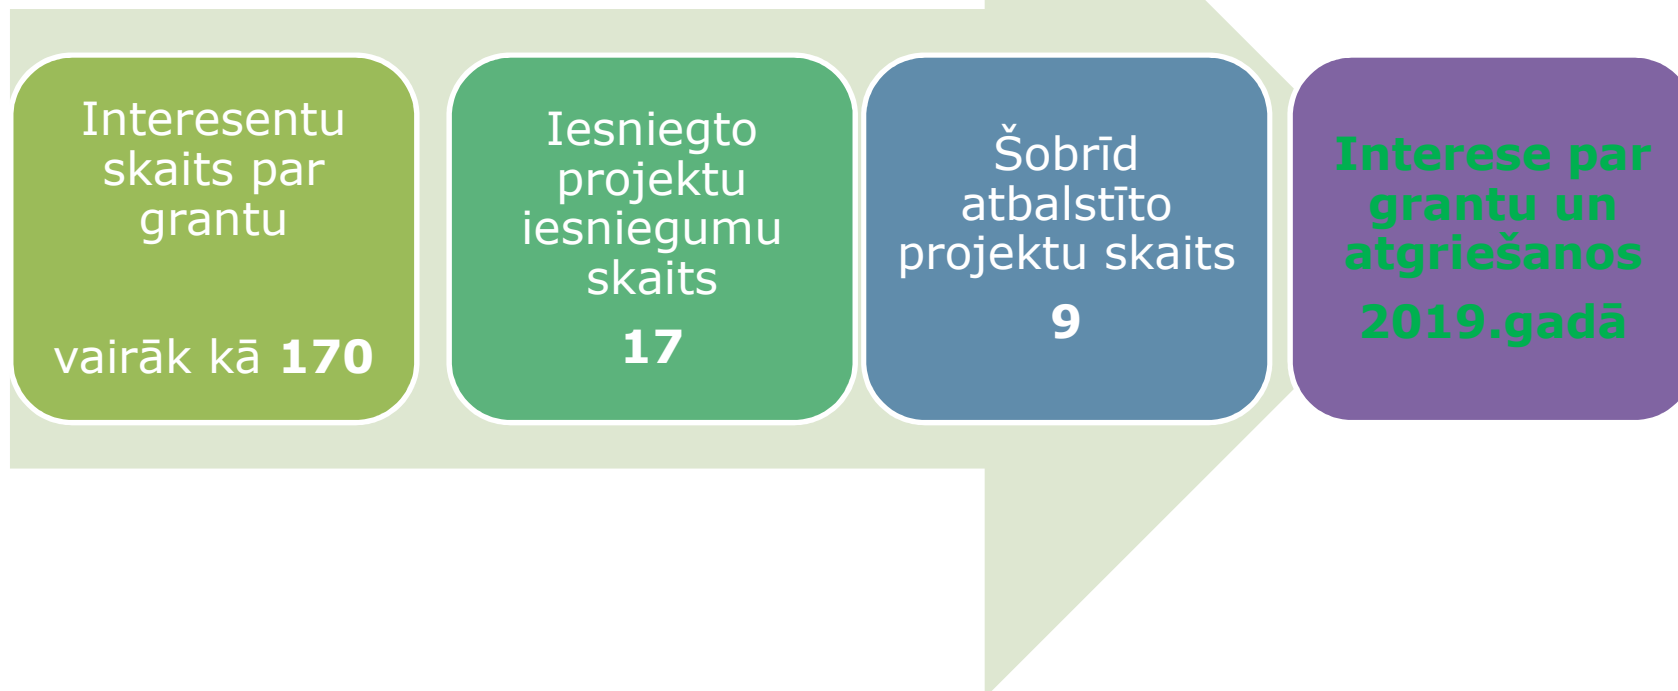 Interesentu
skaits par
grantu
vairāk kā 170
Iesniegto
projektu
iesniegumu
skaits
17
Šobrīd
atbalstīto
projektu skaits
9
Interese par
grantu un
atgriešanos
2019.gadā